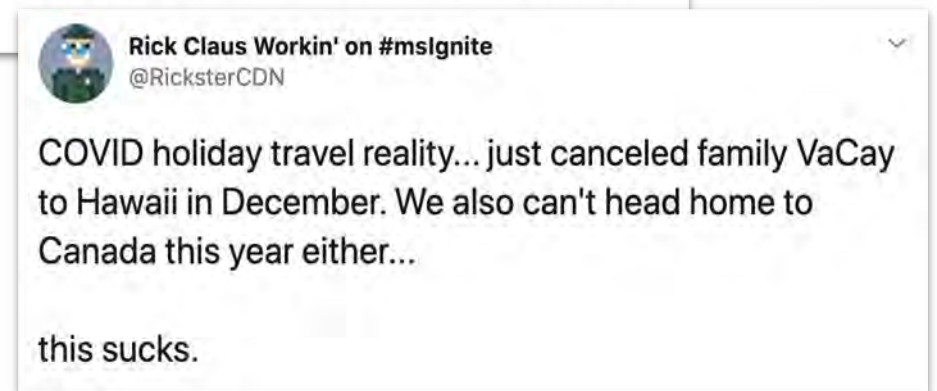 Rick Claus Workin' on #msIgnite
@RicksterCDN
COVID holiday travel reality... just canceled family VaCay
to Hawaii in December. We also can't head home to
Canada this year either...
this sucks.